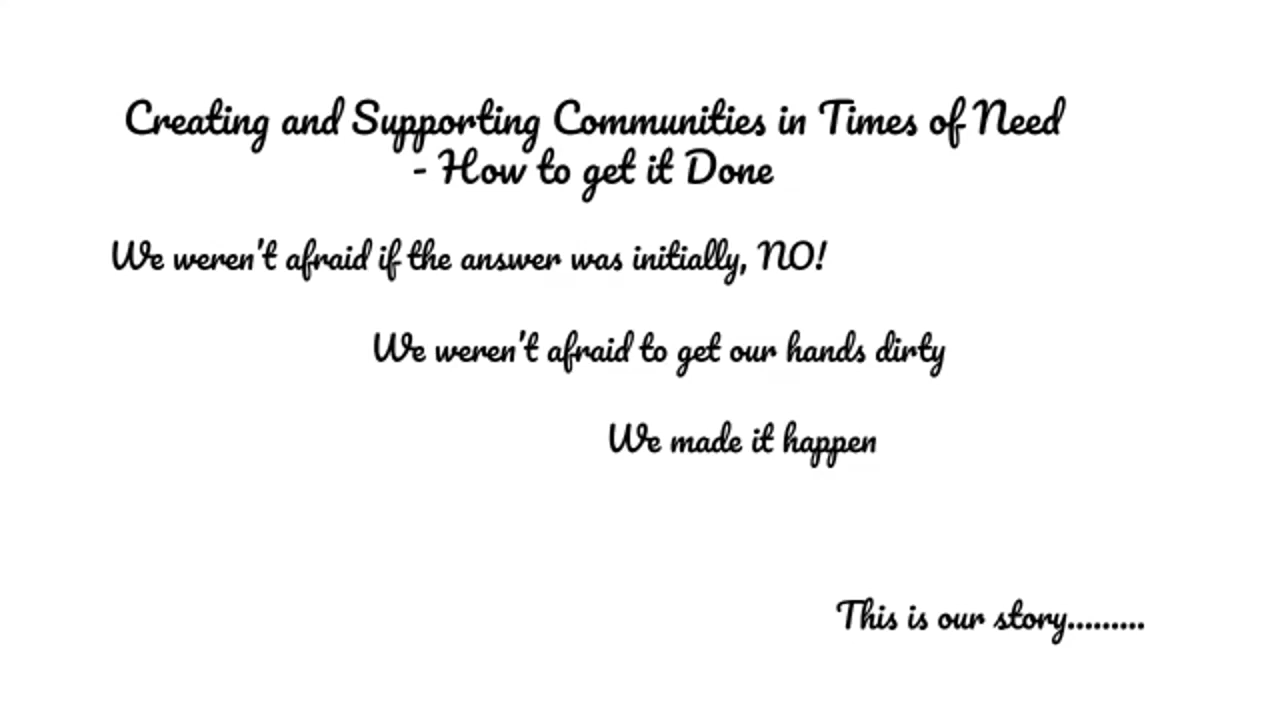 Creating and Supporting Communities in Times of Need
- How to get it Done
We weren't afraid if the answer was initially, NO!
We weren't afraid to get our hands dirty
We made it happen
This is our story.........